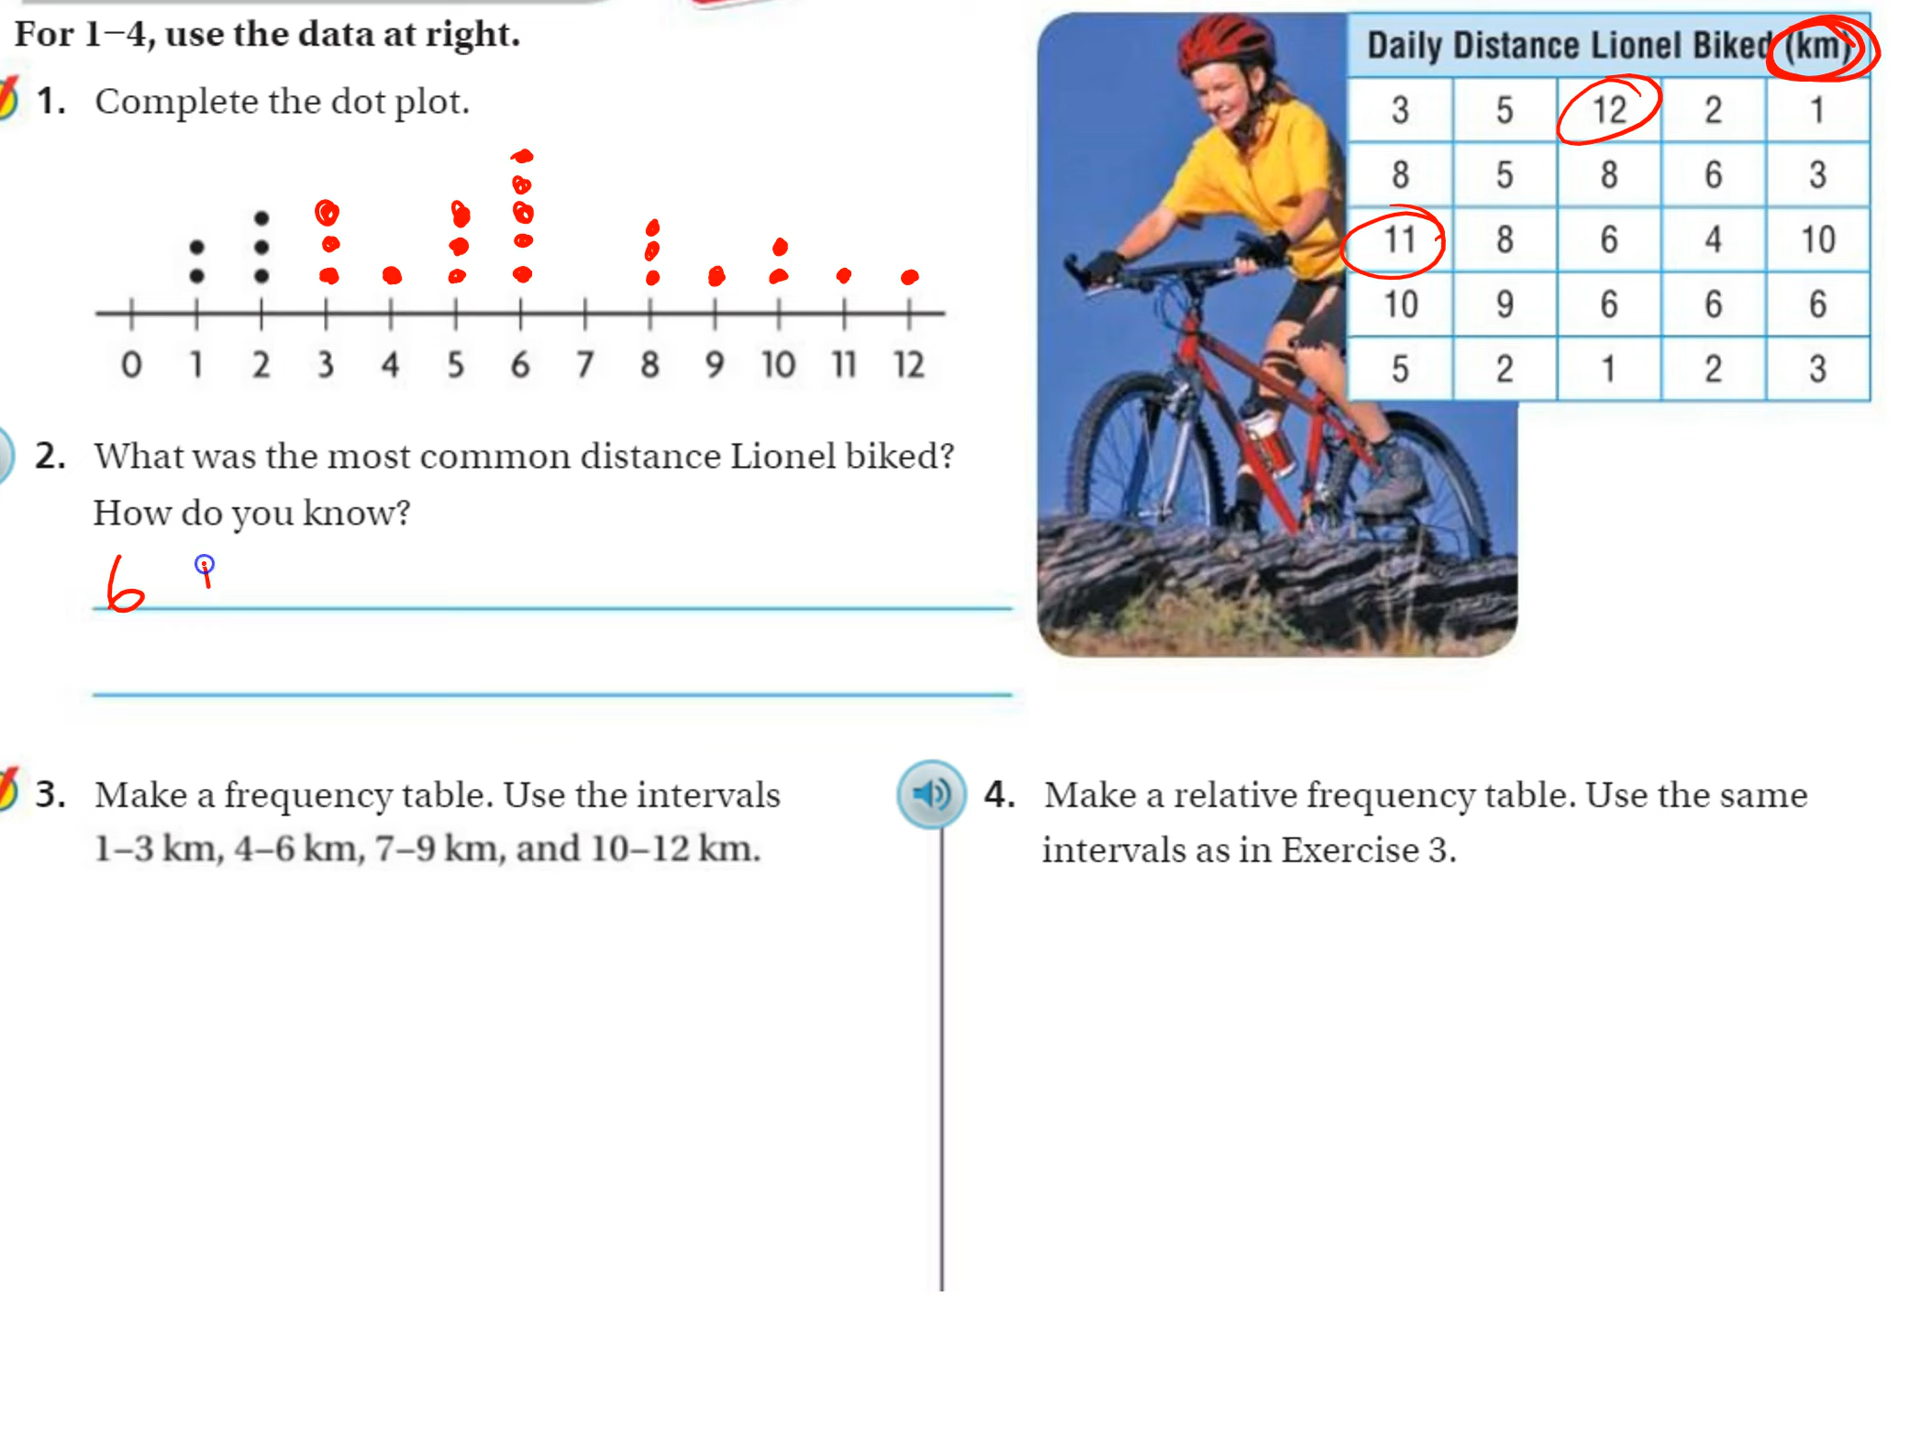 For 1–4, use the data at right.
1. Complete the dot plot.
0 1 2 3 4 5 6 7 8 9 10 11 12
Daily Distance Lionel Biked (km)
3 5 12 2 1
8 5 8 6 3
11 8 6 4 10
10 9 6 6 6
5 2 1 2 3
2. What was the most common distance Lionel biked?
How do you know?
6
3. Make a frequency table. Use the intervals
1–3 km, 4–6 km, 7–9 km, and 10–12 km.
4. Make a relative frequency table. Use the same
intervals as in Exercise 3.